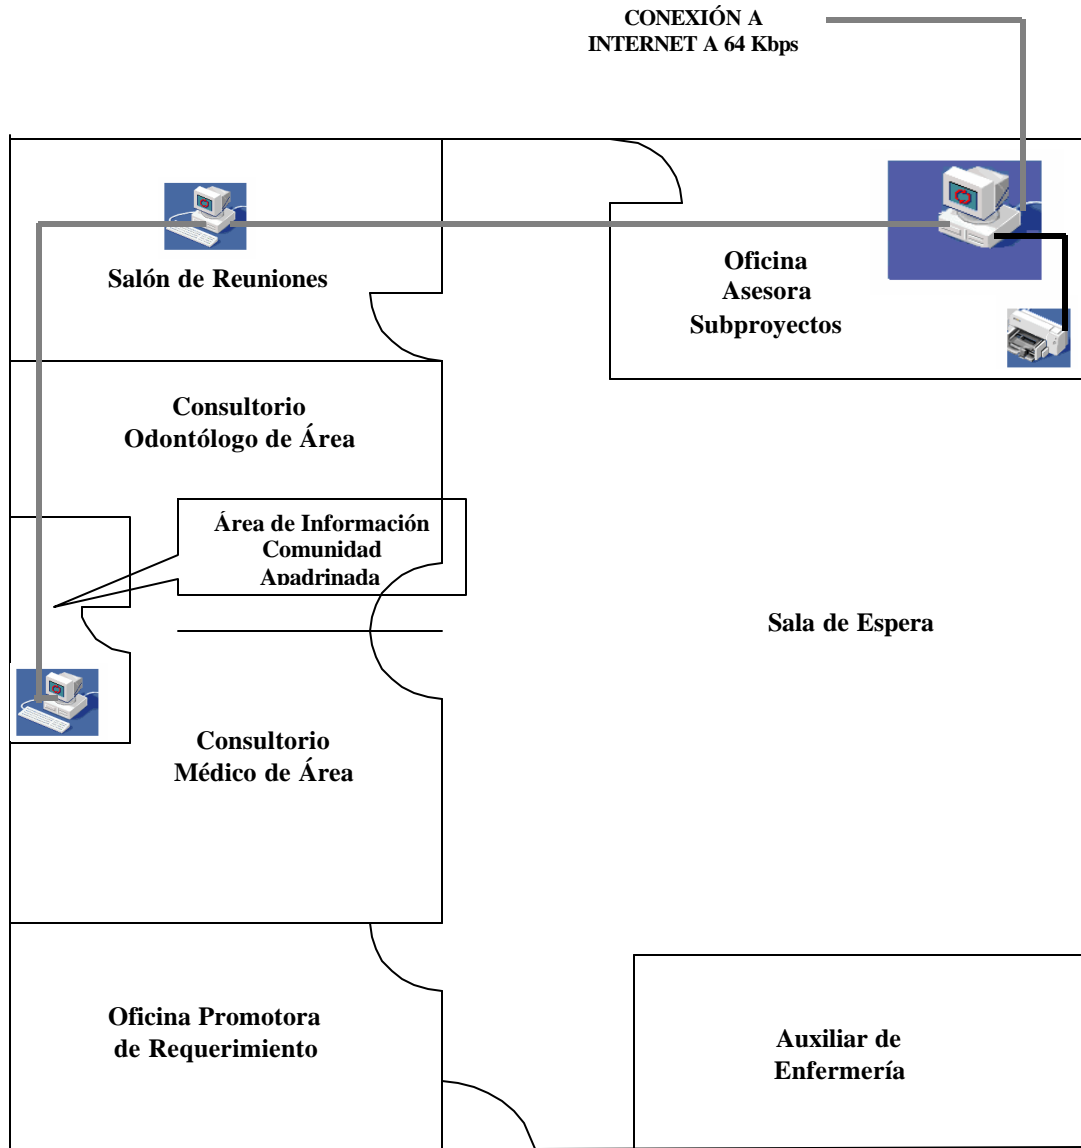 CONEXIÓN A
INTERNET A 64 Kbps
Salón de Reuniones
Oficina
Asesora
Subproyectos
Consultorio
Odontólogo de Área
Área de Información
Comunidad
Apadrinada
Sala de Espera
Consultorio
Médico de Área
Oficina Promotora
de Requerimiento
Auxiliar de
Enfermería